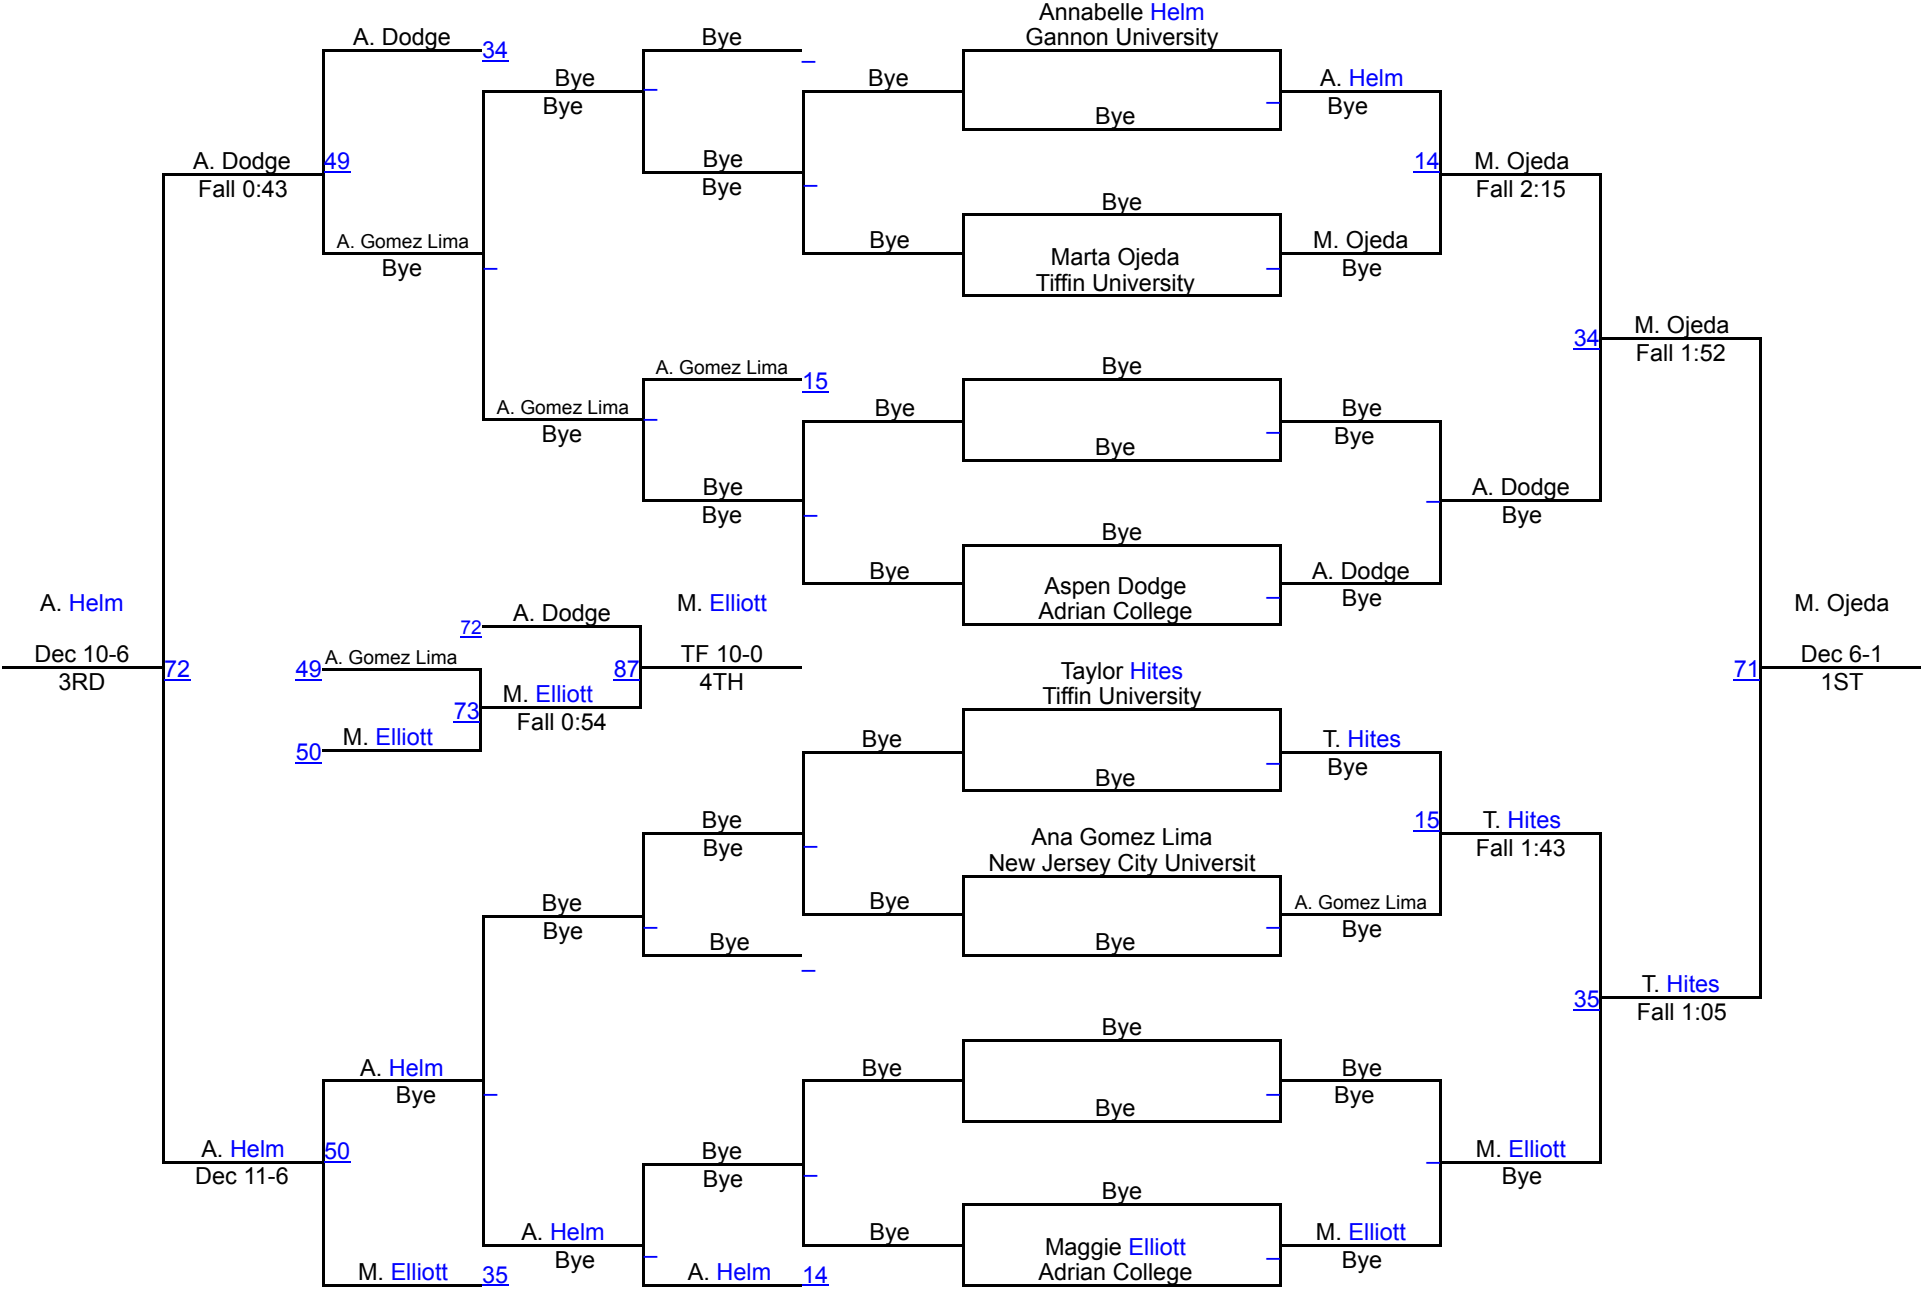 Annabelle Helm
Gannon University
A. Dodge
34
Bye
Bye
Bye
Bye
A. Helm
Bye
Bye
Bye
A. Dodge
49
Fall 0:43
Bye
Bye
14
M. Ojeda
Fall 2:15
Bye
A. Gomez Lima
Bye
Bye
Marta Ojeda
Tiffin University
M. Ojeda
Bye
34
M. Ojeda
Fall 1:52
A. Gomez Lima
15
Bye
A. Gomez Lima
Bye
Bye
Bye
Bye
Bye
Bye
Bye
A. Dodge
Bye
Bye
Bye
Aspen Dodge
Adrian College
A. Dodge
Bye
A. Helm
Dec 10-6
3RD
72
72
A. Dodge
M. Elliott
49
A. Gomez Lima
87
TF 10-0
4TH
73
M. Elliott
Fall 0:54
50
M. Elliott
M. Ojeda
71
Dec 6-1
1ST
Taylor Hites
Tiffin University
Bye
Bye
T. Hites
Bye
Bye
Bye
15
T. Hites
Fall 1:43
Ana Gomez Lima
New Jersey City Universit
Bye
Bye
Bye
Bye
A. Gomez Lima
Bye
Bye
Bye
35
T. Hites
Fall 1:05
Bye
A. Helm
Bye
Bye
Bye
Bye
Bye
A. Helm
50
Dec 11-6
Bye
Bye
M. Elliott
Bye
Bye
A. Helm
Bye
Bye
Maggie Elliott
Adrian College
M. Elliott
Bye
M. Elliott
35
A. Helm
14